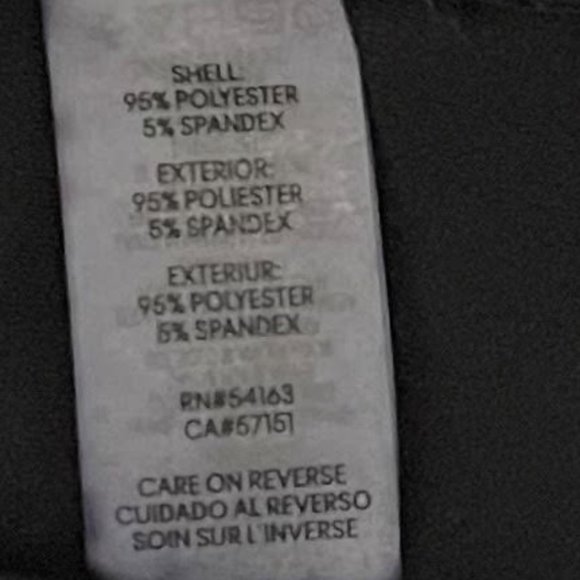 SHELL:
95% POLYESTER
5% SPANDEX
EXTERIOR:
95% POLIESTER
5% SPANDEX
EXTERIUR:
95% POLYESTER
5% SPANDEX
RN#54163
CA#57151
CARE ON REVERSE
CUIDADO AL REVERSO
SOIN SUR L'INVERSE